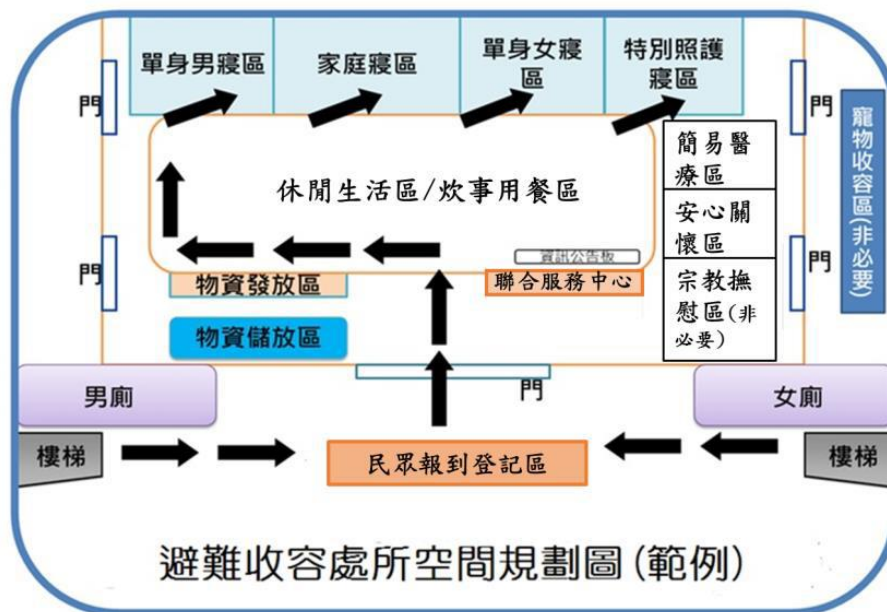 單身男寢區
家庭寢區
單身女寢
區
特別照護
寢區
門
門
寵物收容區(非必要)
簡易醫
療區
休閒生活區/炊事用餐區
安心關
懷區
資訊公告板
門
門
物資發放區
聯合服務中心
宗教撫
慰區(非
必要)
物資儲放區
門
男廁
女廁
樓梯
民眾報到登記區
樓梯
避難收容處所空間規劃圖(範例)